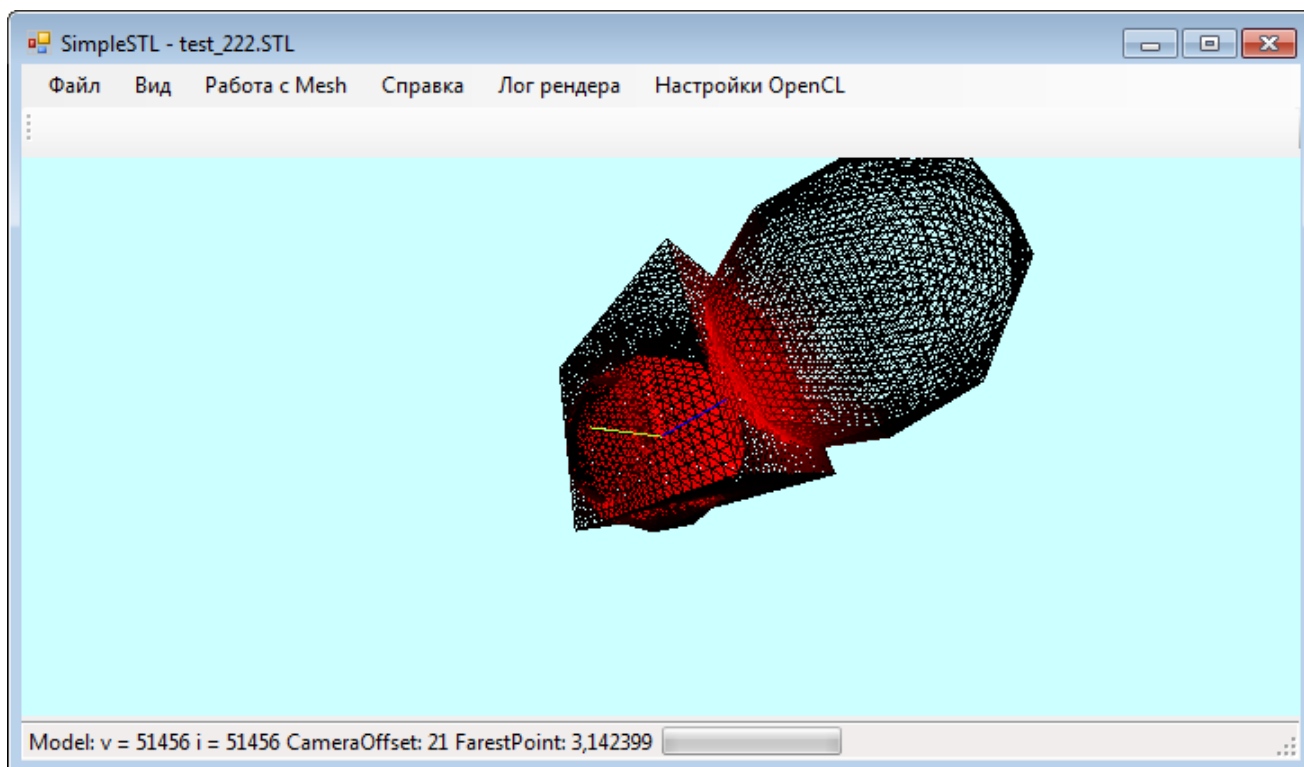 SimpleSTL - test_222.STL
Файл Вид Работа с Mesh Справка Лог рендера Настройки OpenCL
Model: v = 51456 i = 51456 CameraOffset: 21 FarestPoint: 3,142399